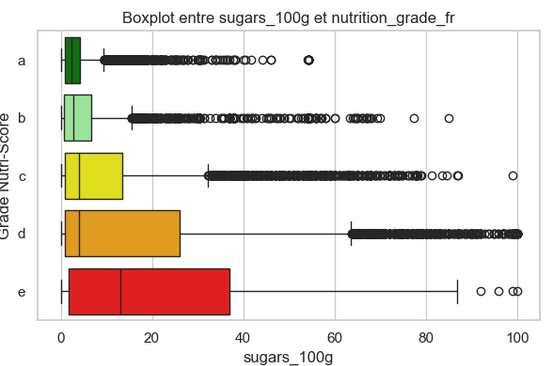 Boxplot entre sugars_100g et nutrition_grade_fr
Grade Nutri-Score
a
b
c
d
e
0 20 40 60 80 100
sugars_100g